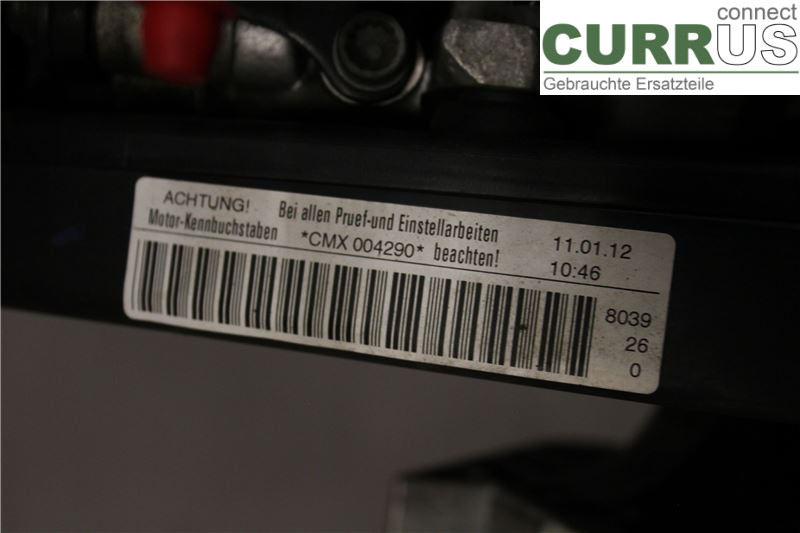 connect
CURRUS
Gebrauchte Ersatzteile
ACHTUNG! Bei allen Pruef-und Einstellarbeiten
Motor-Kennbuchstaben *CMX 004290* beachten!
11.01.12
10:46
8039
26
0